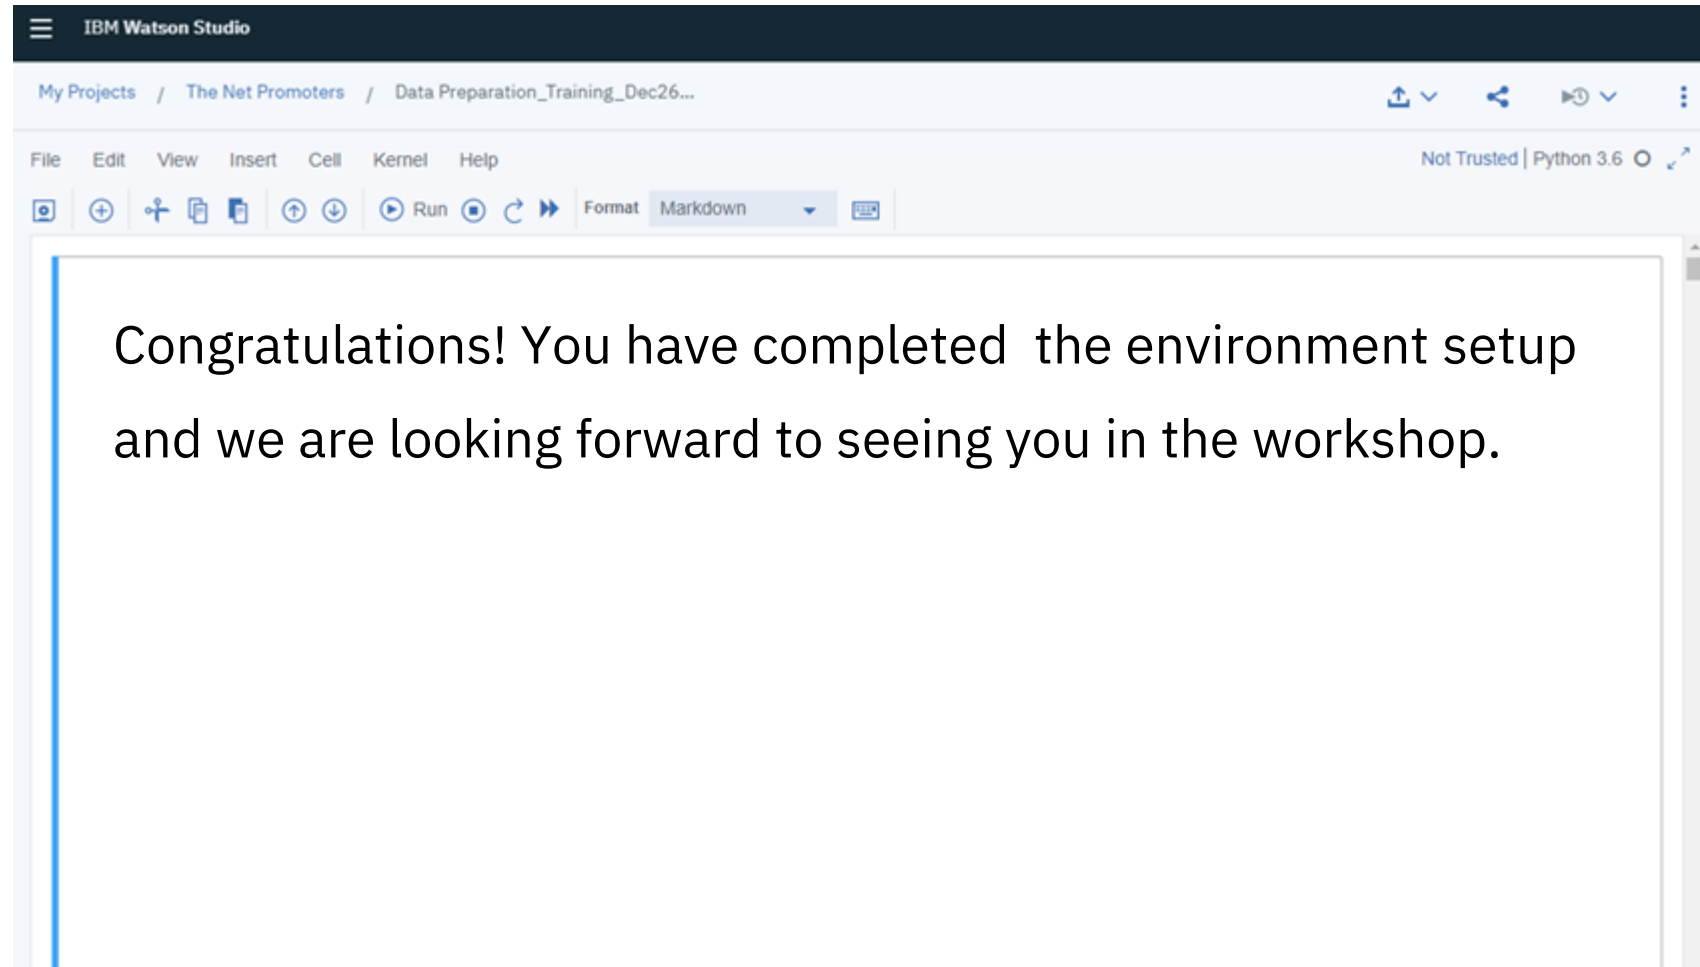 IBM Watson Studio
My Projects / The Net Promoters / Data Preparation_Training_Dec26...
File Edit View Insert Cell Kernel Help
Not Trusted | Python 3.6
Run Format Markdown
Congratulations! You have completed  the environment setup
and we are looking forward to seeing you in the workshop.